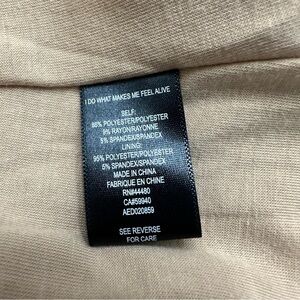 I DO WHAT MAKES ME FEEL ALIVE
SELF:
86% POLYESTER/POLYESTER
9% RAYON/RAYONNE
5% SPANDEX/SPANDEX
LINING:
95% POLYESTER/POLYESTER
5% SPANDEX/SPANDEX
MADE IN CHINA
FABRIQUE EN CHINE
RN#44480
CA#59940
AED020859
SEE REVERSE
FOR CARE